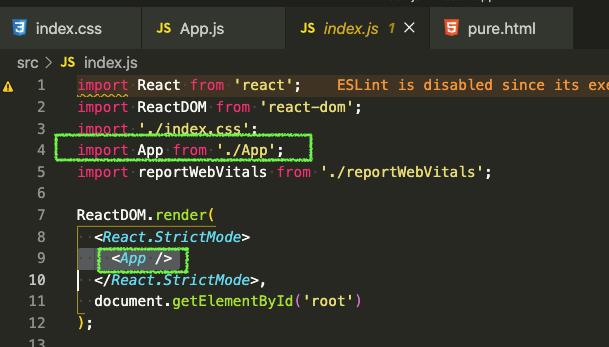 index.css JS App.js JS index.js 1 × 5 pure.html
src > JS index.js
1 import React from 'react'; ESLint is disabled since its exe
2 import ReactDOM from 'react-dom';
3 import './index.css';
4 import App from './App';
5 import reportWebVitals from './reportWebVitals';
6
7 ReactDOM.render(
8 <React.StrictMode>
9 <App />
10 </React.StrictMode>,
11 document.getElementById('root')
12 );
13